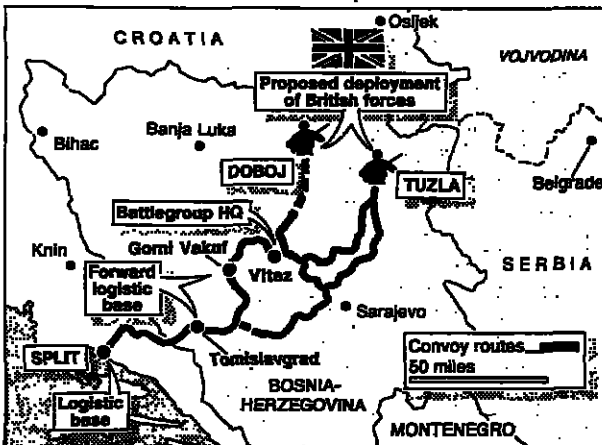 Osijek
CROATIA
VOJVODINA
Proposed deployment
of British forces
Bihac
Banja Luka
DOBOJ
TUZLA
Belgrade
Battlegroup HQ
Gorni Vakuf
Vitez
Knin
SERBIA
Forward
logistic
base
Sarajevo
SPLIT
Tomislavgrad
Convoy routes
50 miles
Logistic
base
BOSNIA-
HERZEGOVINA
MONTENEGRO